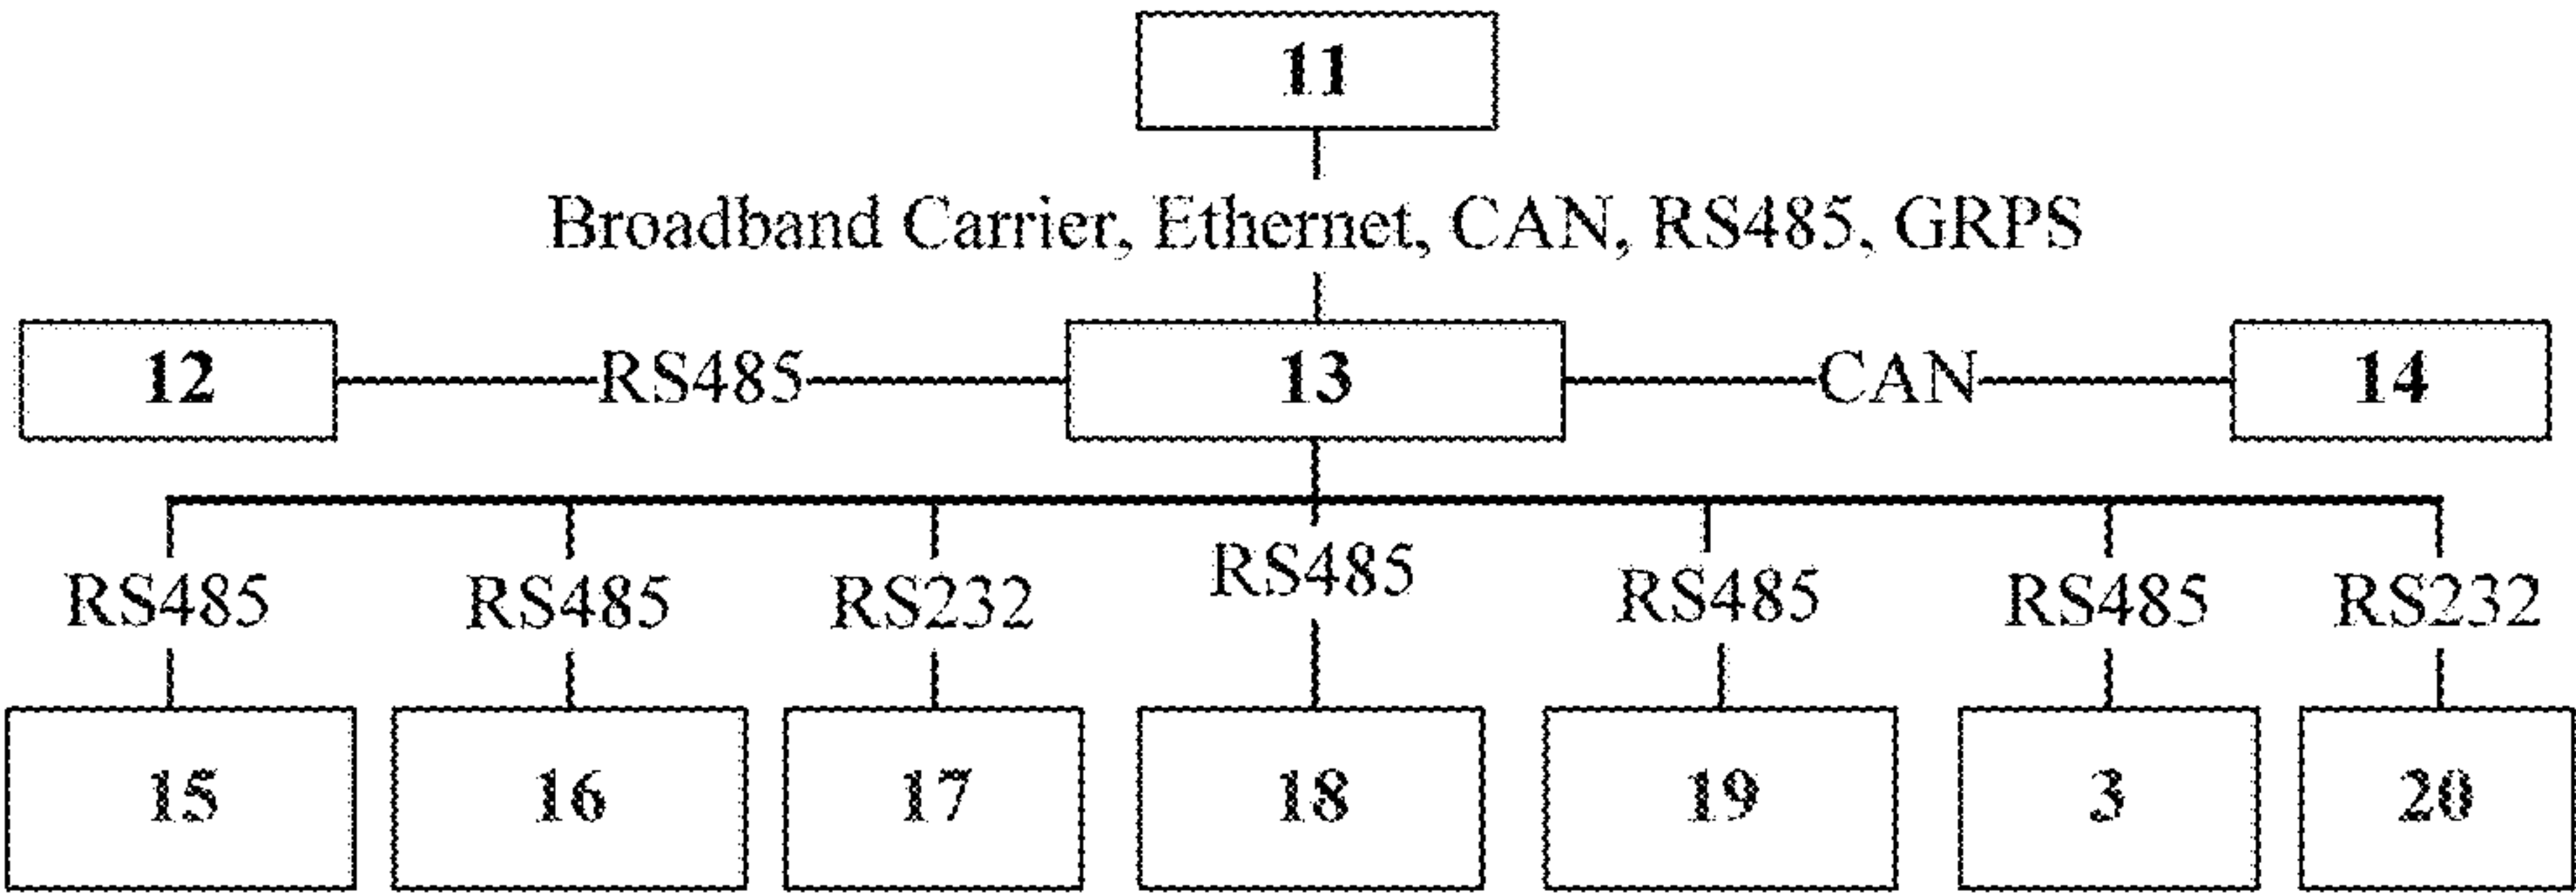 11
Broadband Carrier, Ethernet, CAN, RS485, GRPS
12 RS485 13 CAN 14
RS485 RS485 RS232 RS485 RS485 RS485 RS232
15 16 17 18 19 3 20